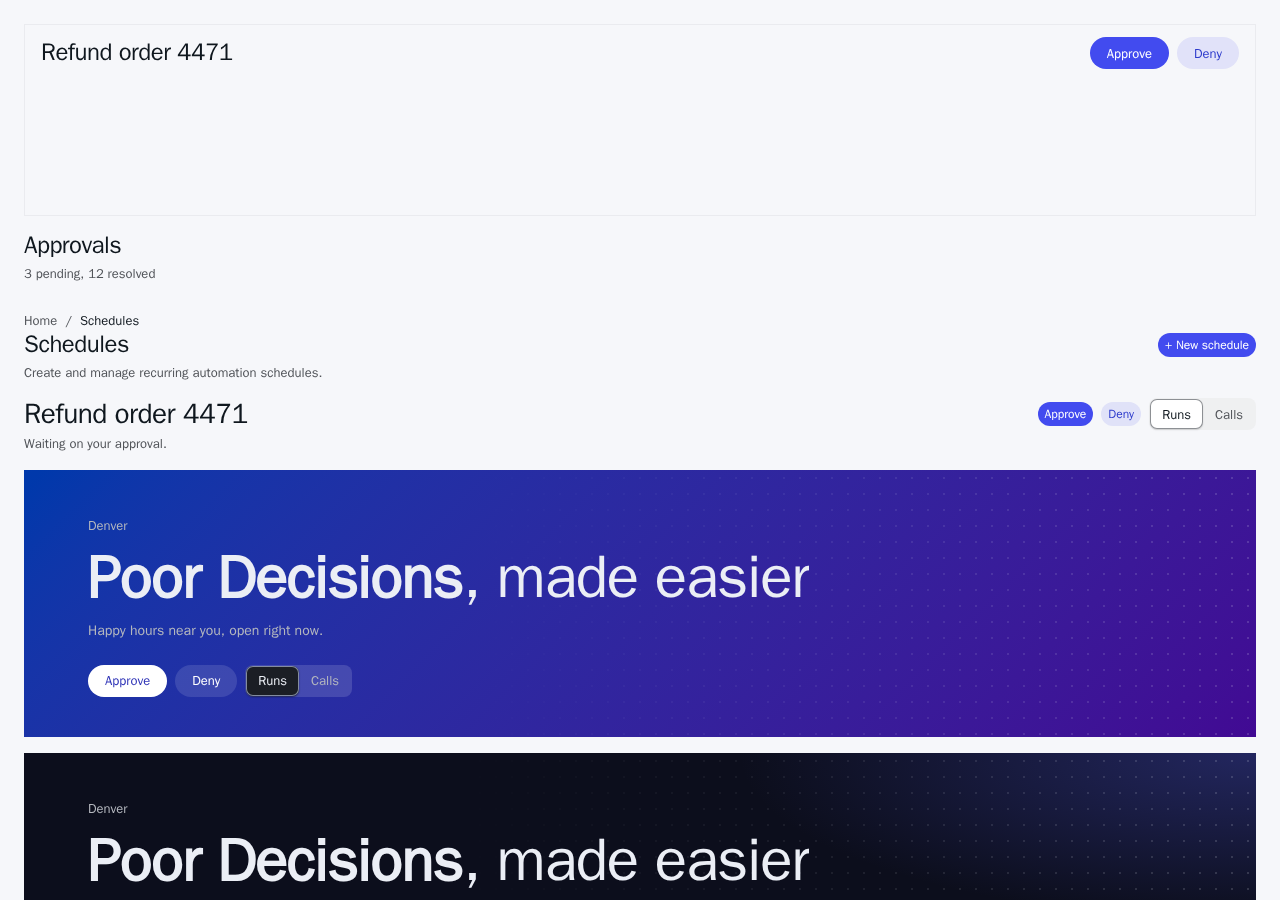 Refund order 4471
Approve
Deny
Approvals
3 pending, 12 resolved
Home / Schedules
Schedules
+ New schedule
Create and manage recurring automation schedules.
Refund order 4471
Approve
Deny
Runs
Calls
Waiting on your approval.
Denver
Poor Decisions, made easier
Happy hours near you, open right now.
Approve
Deny
Runs
Calls
Denver
Poor Decisions, made easier